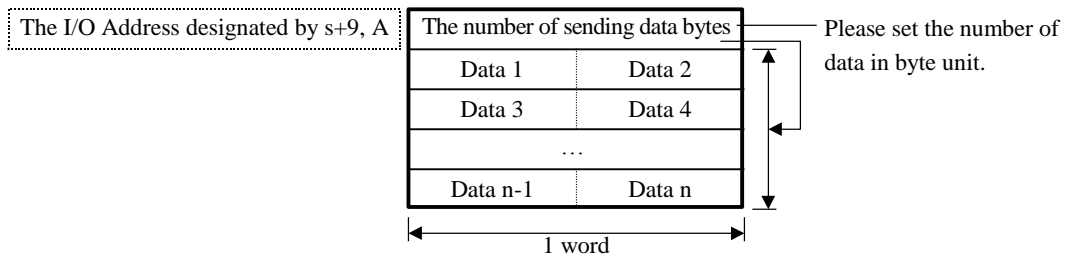 The I/O Address designated by s+9, A
The number of sending data bytes
Please set the number of
data in byte unit.
Data 1 Data 2
Data 3 Data 4
…
Data n-1 Data n
1 word